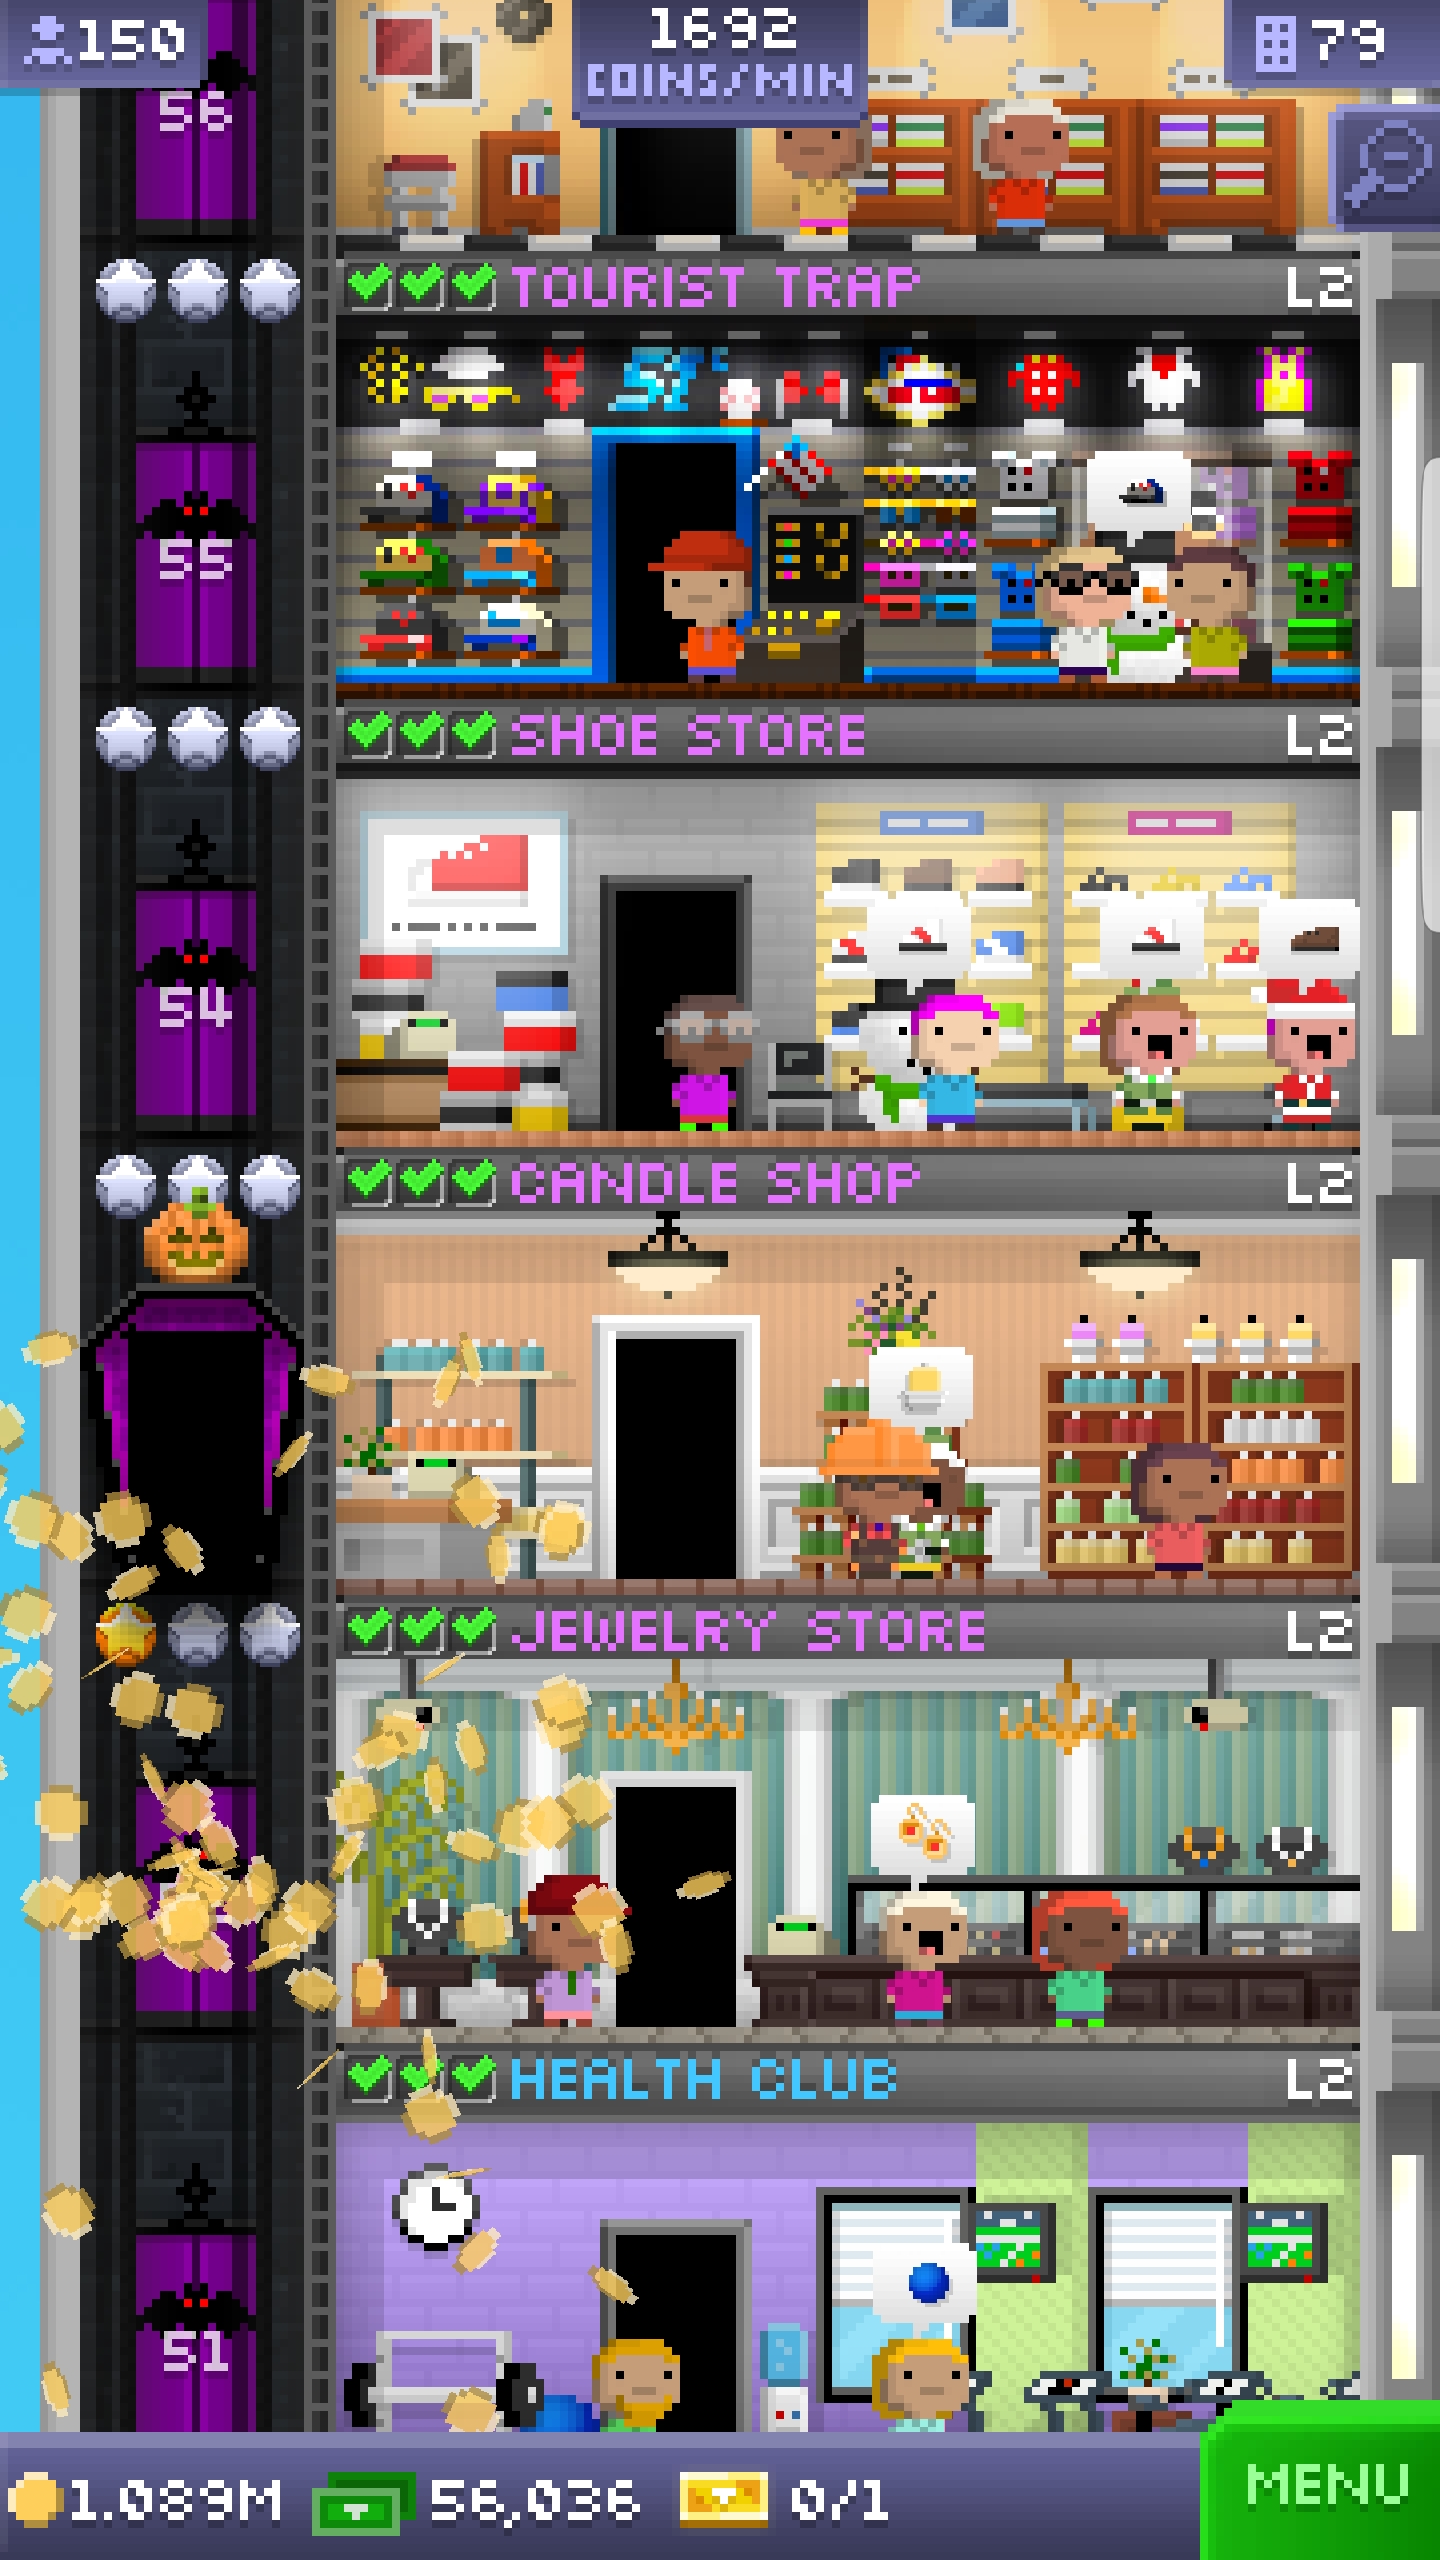 150
1692
COINS/MIN
79
56
TOURIST TRAP L2
55
SHOE STORE L2
54
CANDLE SHOP L2
JEWELRY STORE L2
HEALTH CLUB L2
51
1.089M 56,036 0/1
MENU